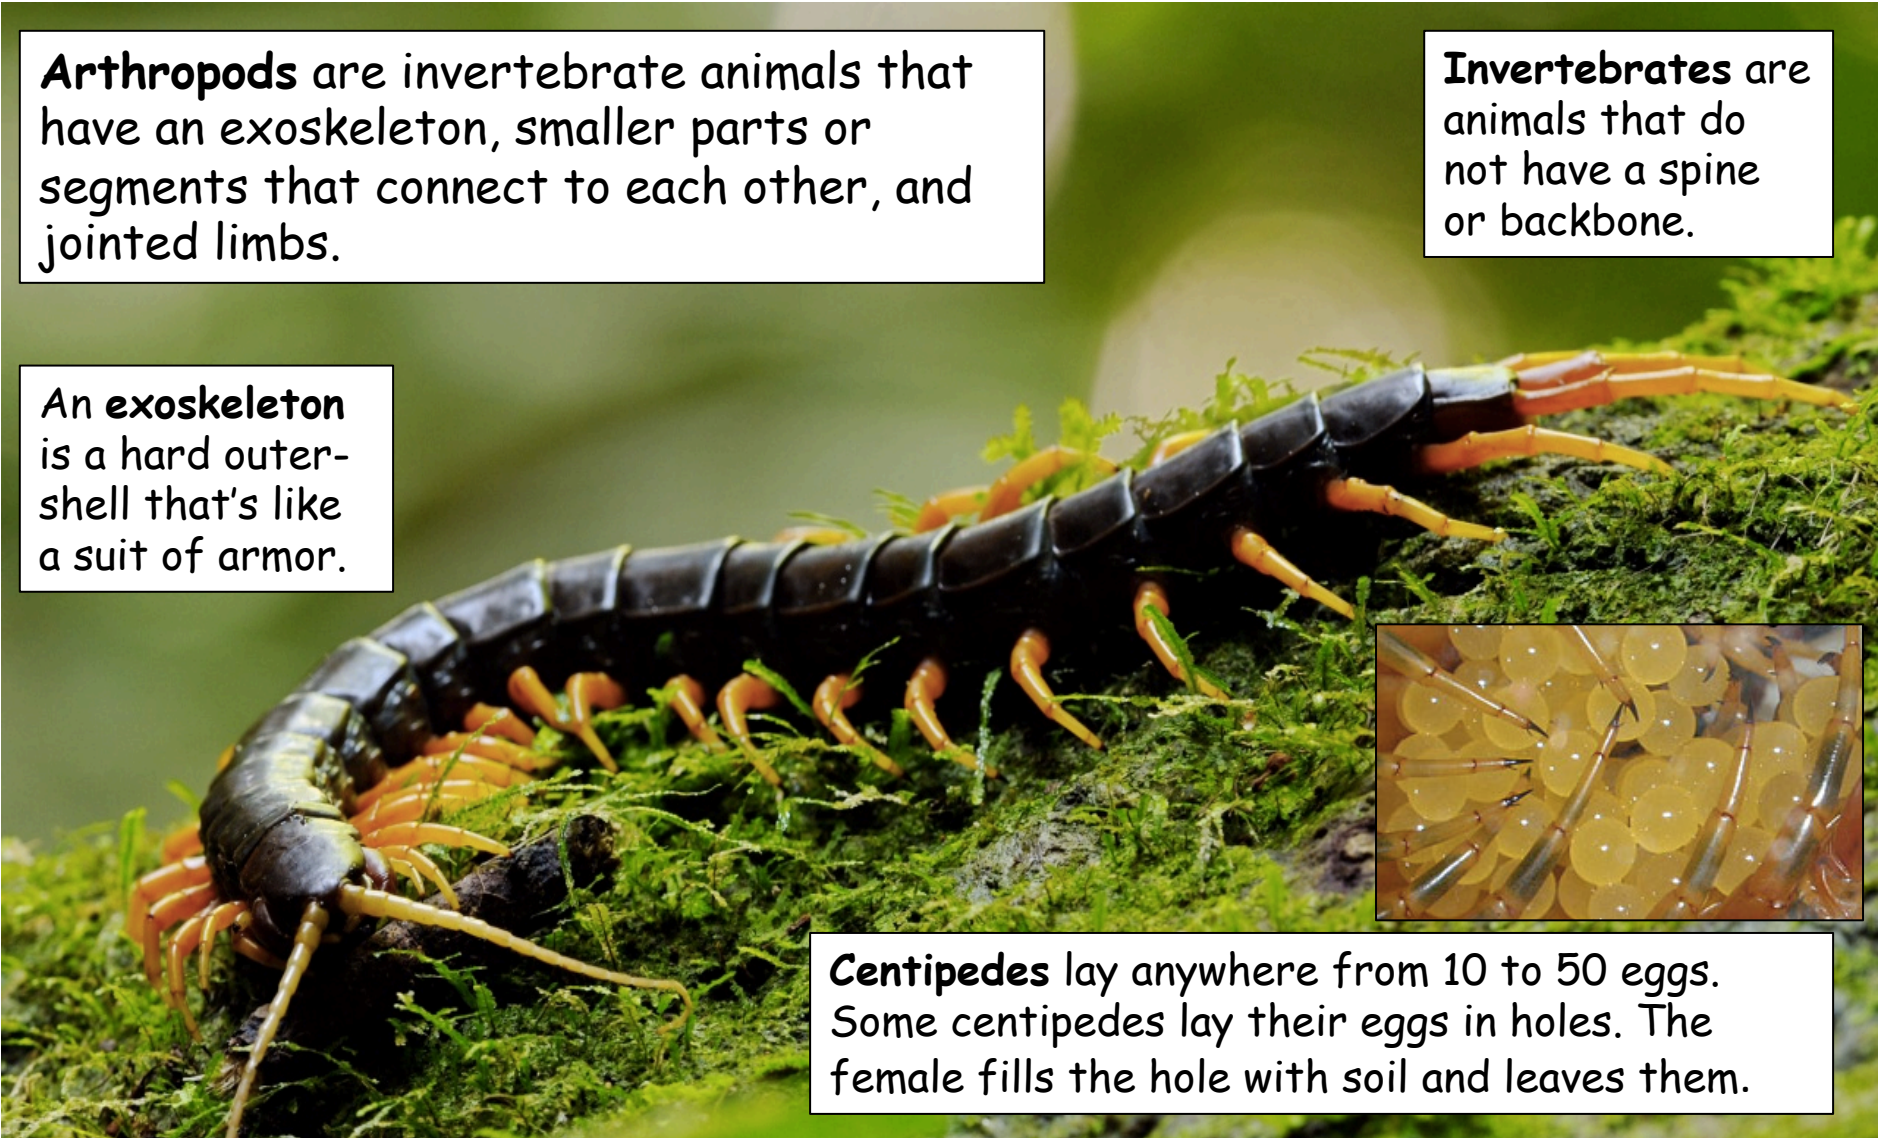 Arthropods are invertebrate animals that
have an exoskeleton, smaller parts or
segments that connect to each other, and
jointed limbs.
Invertebrates are
animals that do
not have a spine
or backbone.
An exoskeleton
is a hard outer-
shell that's like
a suit of armor.
Centipedes lay anywhere from 10 to 50 eggs.
Some centipedes lay their eggs in holes. The
female fills the hole with soil and leaves them.